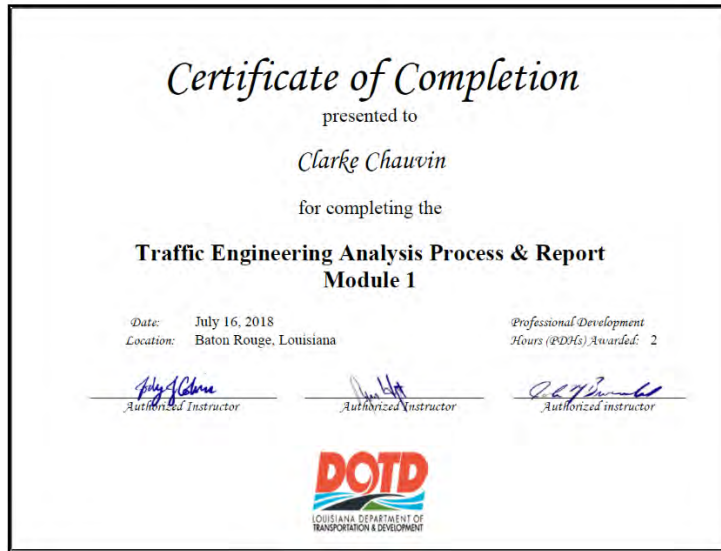 Certificate of Completion
presented to
Clarke Chauvin
for completing the
Traffic Engineering Analysis Process & Report
Module 1
Date: July 16, 2018
Location: Baton Rouge, Louisiana
Professional Development
Hours (PDHs) Awarded: 2
Authorized Instructor
Authorized Instructor
Authorized instructor
DOTD
LOUISIANA DEPARTMENT OF
TRANSPORTATION & DEVELOPMENT